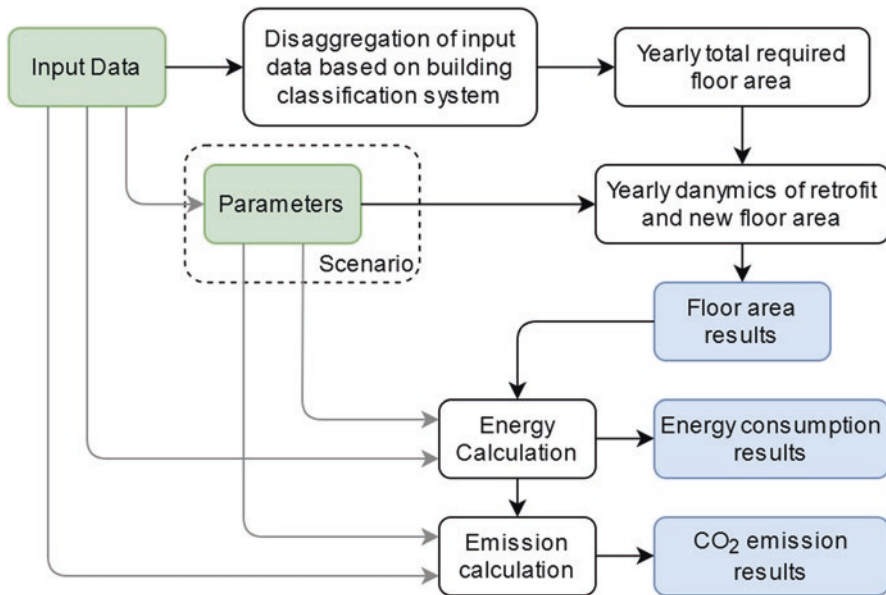 Input Data
Disaggregation of input
data based on building
classification system
Yearly total required
floor area
Parameters
Scenario
Yearly danymics of retrofit
and new floor area
Floor area
results
Energy
Calculation
Energy consumption
results
Emission
calculation
CO₂ emission
results